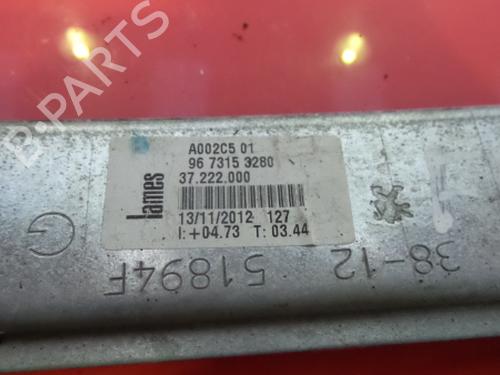 B-PARTS
A002C5 01
96 7315 3280
37.222.000
lames
13/11/2012 127
I:+04.73 T: 03.44
G
51894F
38-12